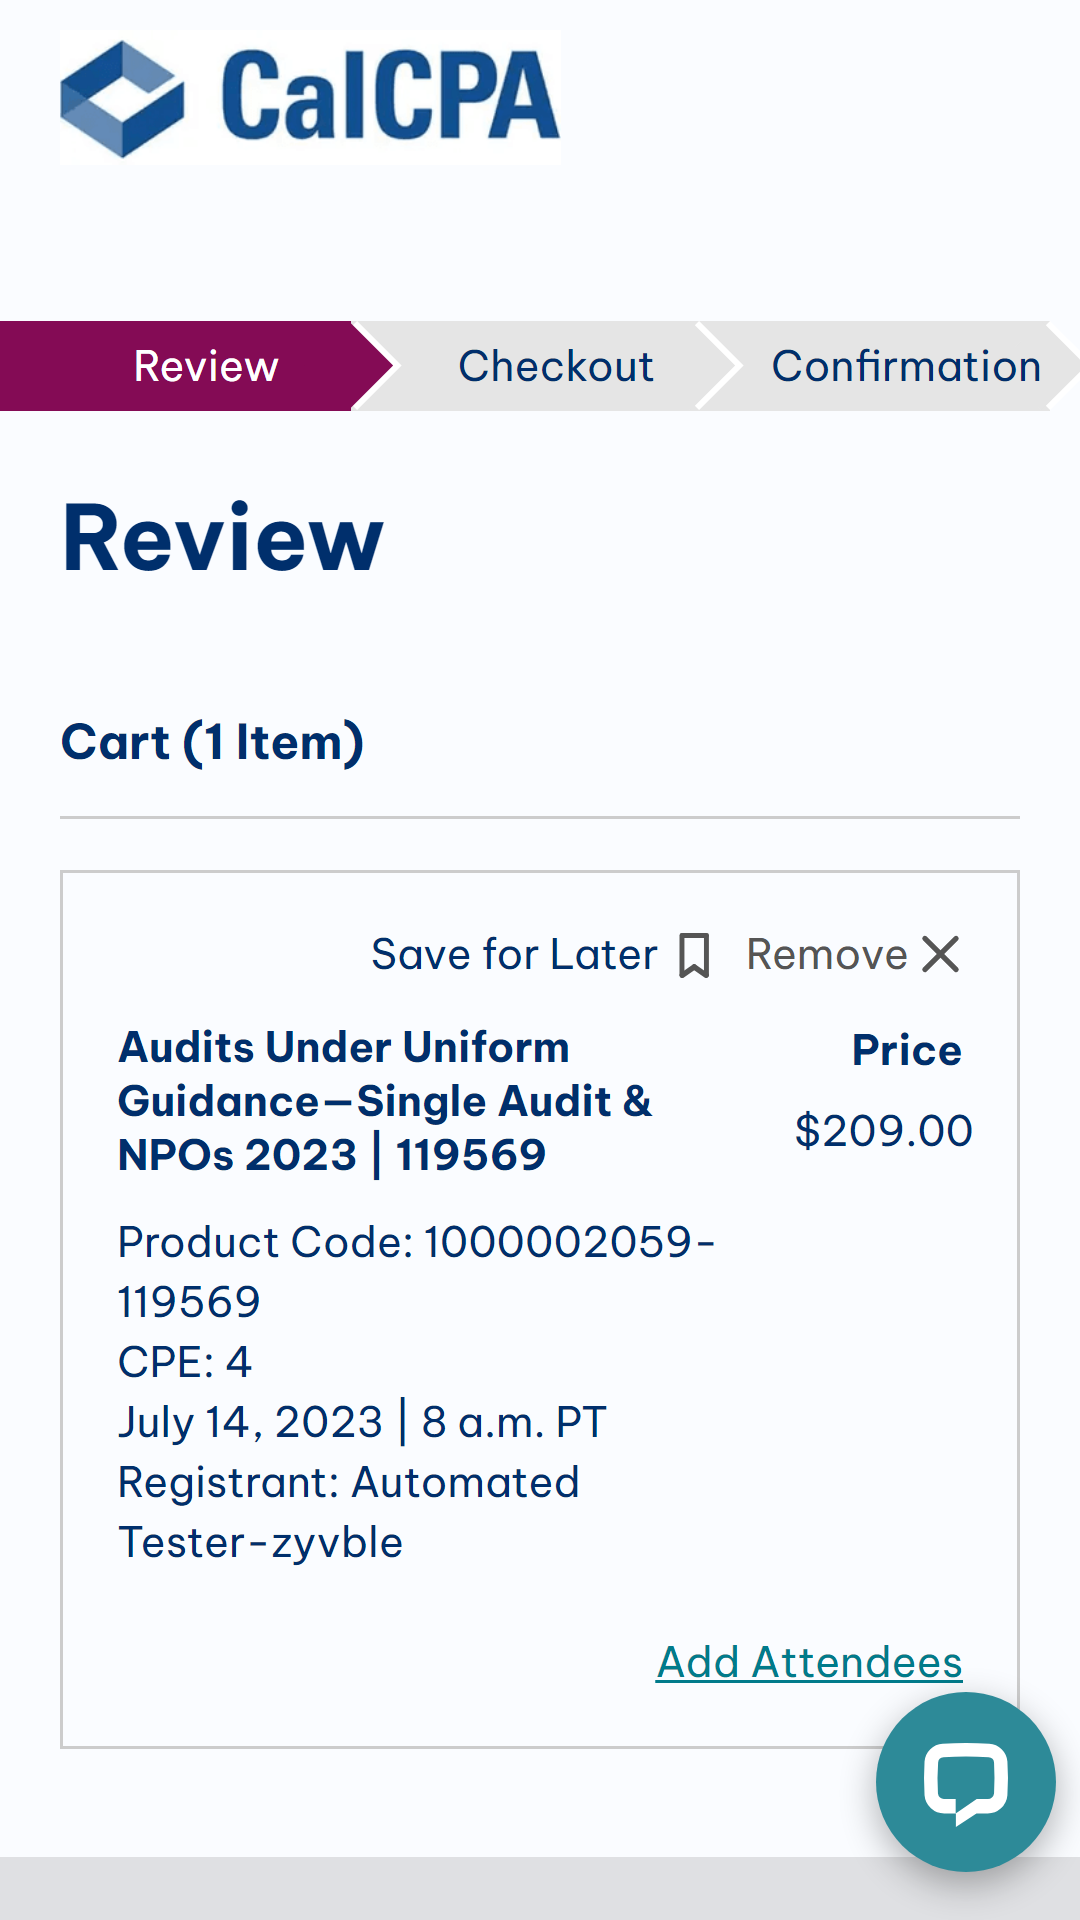 CalCPA
Review
Checkout
Confirmation
Review
Cart (1 Item)
Save for Later
Remove
Audits Under Uniform
Guidance—Single Audit &
NPOs 2023 | 119569
Price
$209.00
Product Code: 1000002059-
119569
CPE: 4
July 14, 2023 | 8 a.m. PT
Registrant: Automated
Tester-zyvble
Add Attendees